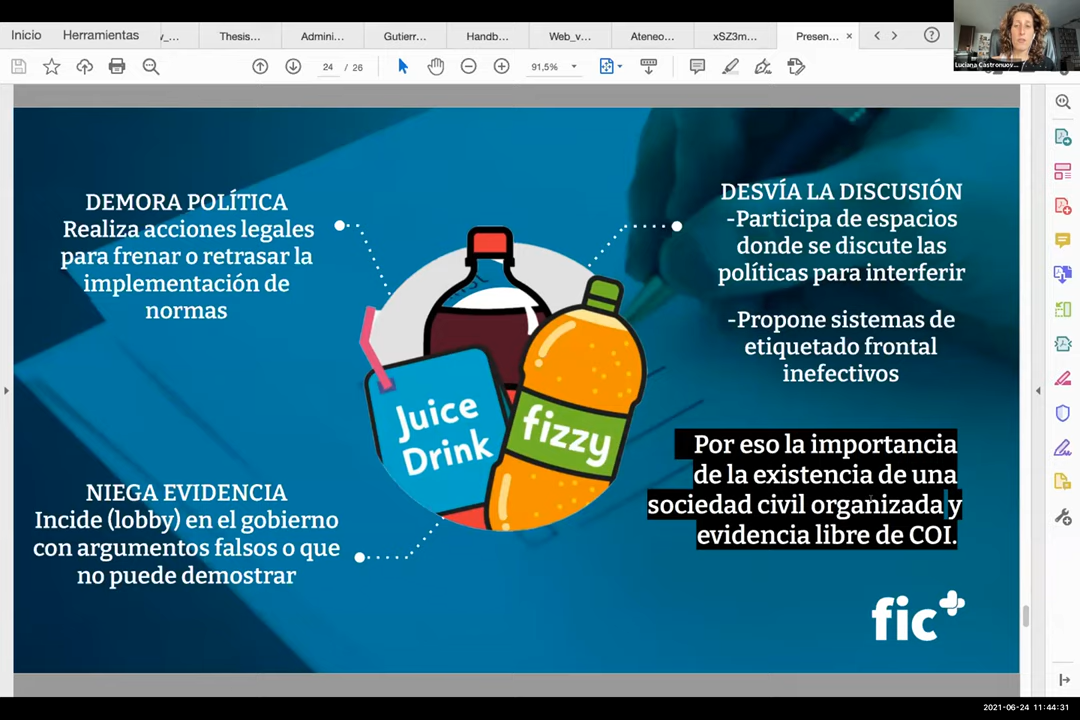 Inicio
Herramientas
v_...
Thesis...
Admini...
Gutierr...
Handb...
Web_v...
Ateneo...
xSZ3m...
Presen...
24 / 26
91,5%
Luciana Castronuov...
DEMORA POLÍTICA
Realiza acciones legales
para frenar o retrasar la
implementación de
normas
DESVÍA LA DISCUSIÓN
-Participa de espacios
donde se discute las
políticas para interferir
-Propone sistemas de
etiquetado frontal
inefectivos
Juice
Drink
fizzy
NIEGA EVIDENCIA
Incide (lobby) en el gobierno
con argumentos falsos o que
no puede demostrar
Por eso la importancia
de la existencia de una
sociedad civil organizada y
evidencia libre de COI.
fic+
2021-06-24 11:44:31